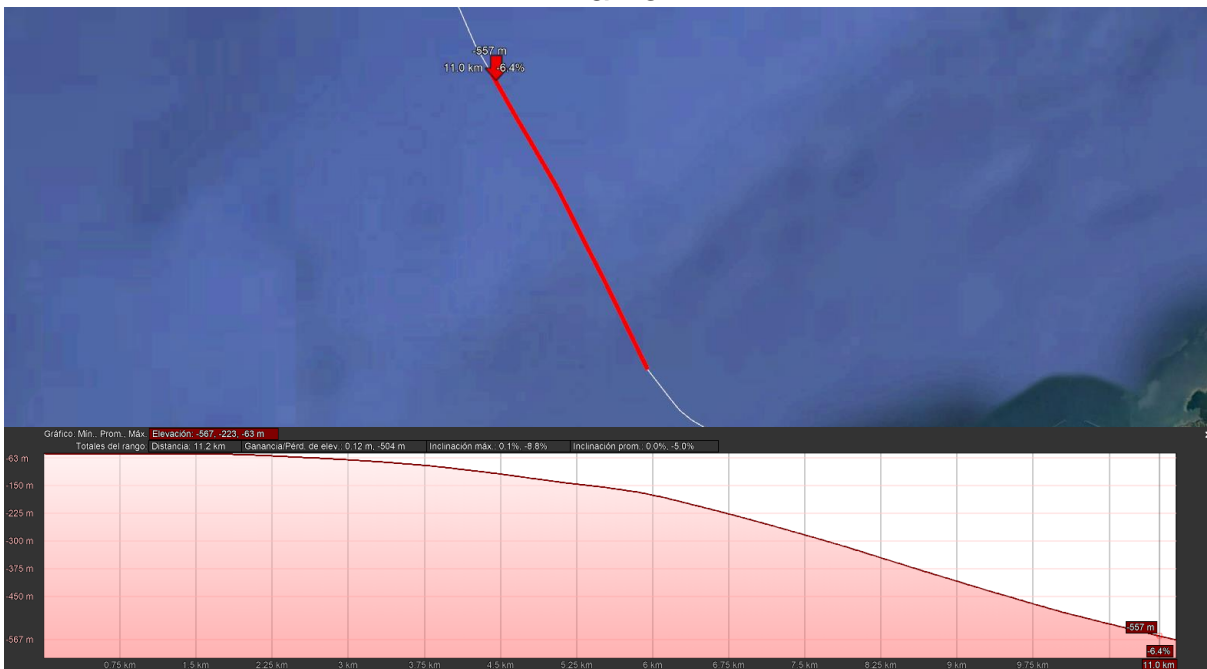 -557 m
11.0 km -6.4%
Gráfico: Mín., Prom., Máx. Elevación: -567, -223, -63 m
Totales del rango: Distancia: 11.2 km Ganancia/Pérd. de elev.: 0.12 m, -504 m Inclinación máx.: 0.1%, -8.8% Inclinación prom.: 0.0%, -5.0%
-63 m
-150 m
-225 m
-300 m
-375 m
-450 m
-557 m
-567 m
-6.4%
0.75 km 1.5 km 2.25 km 3 km 3.75 km 4.5 km 5.25 km 6 km 6.75 km 7.5 km 8.25 km 9 km 9.75 km 11.0 km